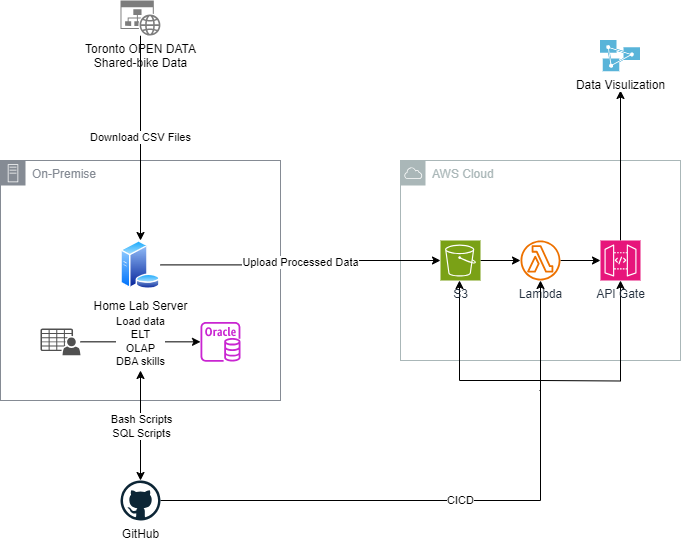 Toronto OPEN DATA
Shared-bike Data
Data Visulization
Download CSV Files
On-Premise
AWS Cloud
Upload Processed Data
S3
Lambda
API Gate
Home Lab Server
Load data
ELT
OLAP
DBA skills
Oracle
Bash Scripts
SQL Scripts
CICD
GitHub